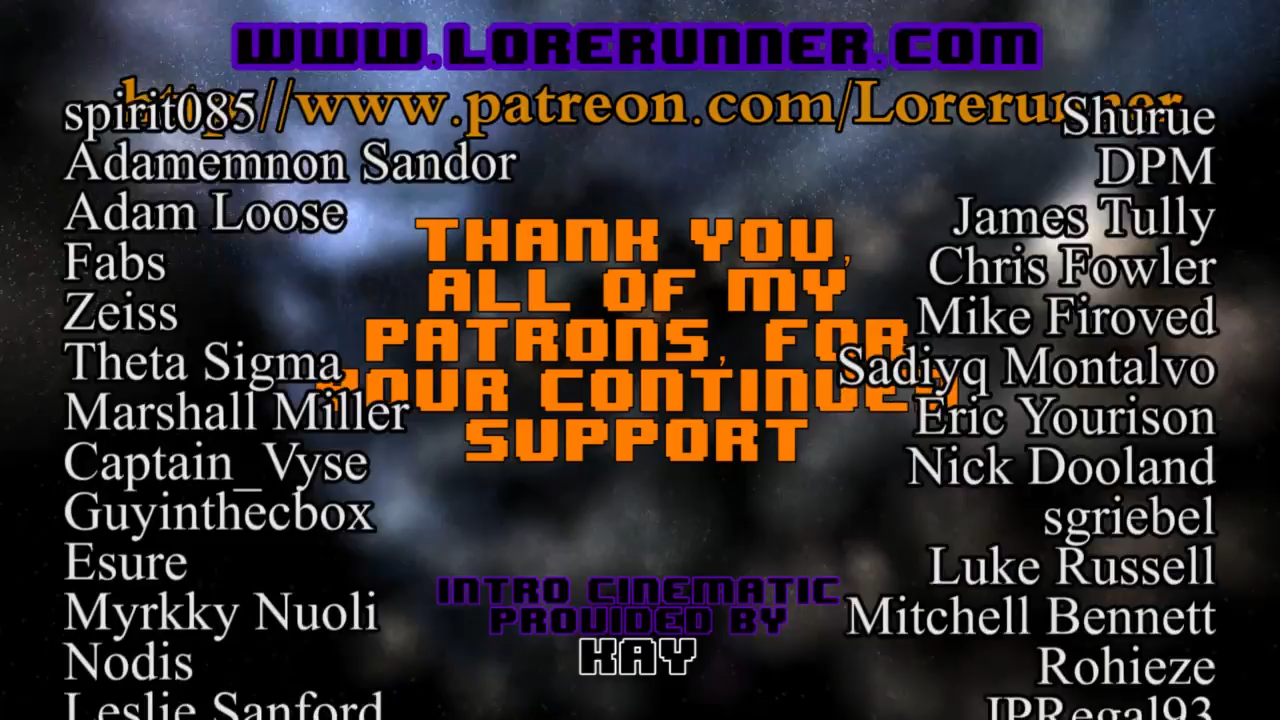 WWW.LORERUNNER.COM
http://www.patreon.com/Lorerunner
spirit085
Adamemnon Sandor
Adam Loose
Fabs
Zeiss
Theta Sigma
Marshall Miller
Captain_Vyse
Guyinthecbox
Esure
Myrkky Nuoli
Nodis
Leslie Sanford
THANK YOU,
ALL OF MY
PATRONS, FOR
YOUR CONTINUED
SUPPORT
INTRO CINEMATIC
PROVIDED BY
KAY
Shurue
DPM
James Tully
Chris Fowler
Mike Firoved
Sadiyq Montalvo
Eric Yourison
Nick Dooland
sgriebel
Luke Russell
Mitchell Bennett
Rohieze
JPRegal93